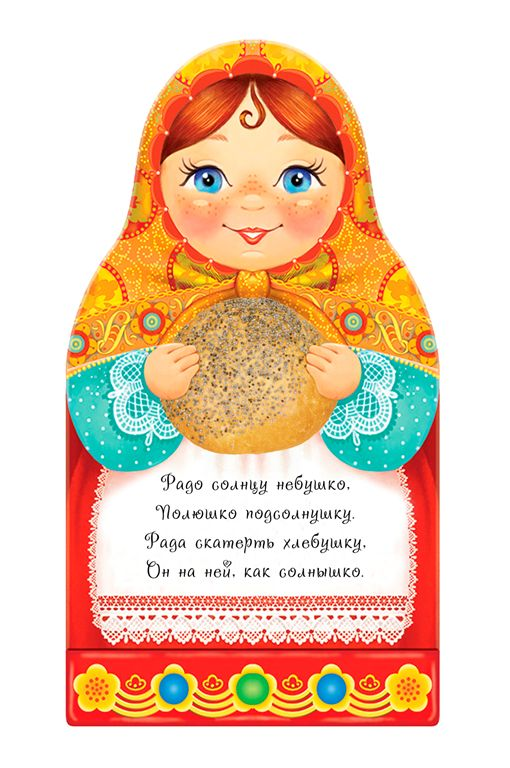 Радо солнцу небушко,
Полюшко подсолнушку.
Рада скатерть хлебушку,
Он на ней, как солнышко.